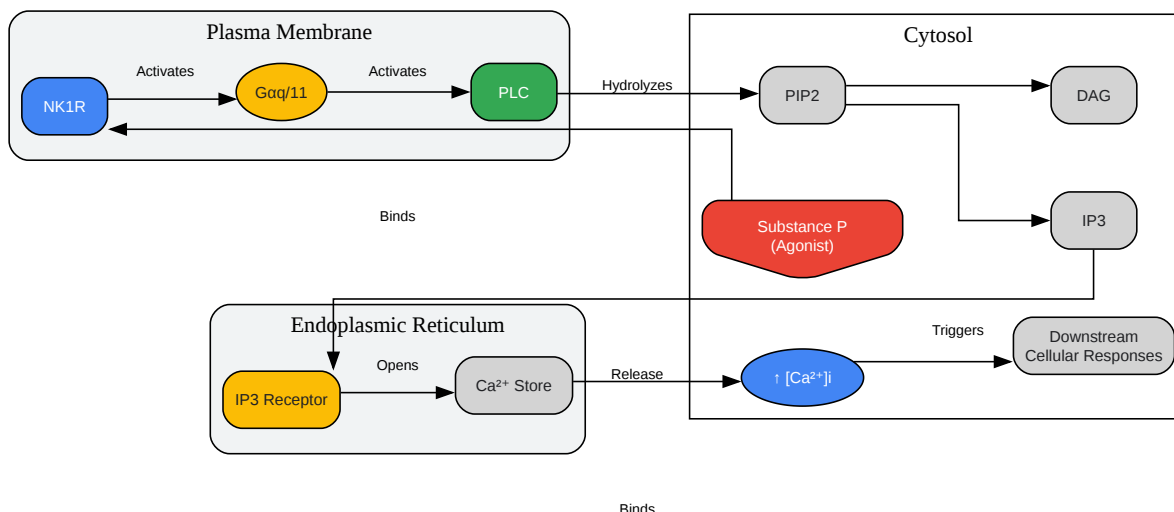 Plasma Membrane
Cytosol
Activates
Activates
NK1R
Gαq/11
PLC
Hydrolyzes
PIP2
DAG
Binds
Substance P
(Agonist)
IP3
Endoplasmic Reticulum
IP3 Receptor
Opens
Ca²⁺ Store
Release
↑ [Ca²⁺]i
Triggers
Downstream
Cellular Responses
Binds